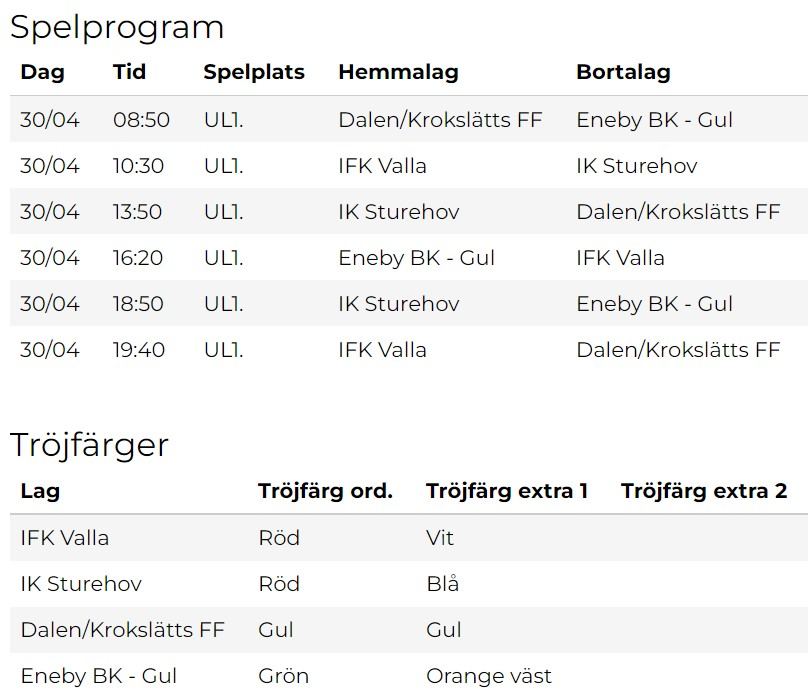 Spelprogram
Dag Tid Spelplats Hemmalag Bortalag
30/04 08:50 UL1. Dalen/Krokslätts FF Eneby BK - Gul
30/04 10:30 UL1. IFK Valla IK Sturehov
30/04 13:50 UL1. IK Sturehov Dalen/Krokslätts FF
30/04 16:20 UL1. Eneby BK - Gul IFK Valla
30/04 18:50 UL1. IK Sturehov Eneby BK - Gul
30/04 19:40 UL1. IFK Valla Dalen/Krokslätts FF
Tröjfärger
Lag Tröjfärg ord. Tröjfärg extra 1 Tröjfärg extra 2
IFK Valla Röd Vit
IK Sturehov Röd Blå
Dalen/Krokslätts FF Gul Gul
Eneby BK - Gul Grön Orange väst